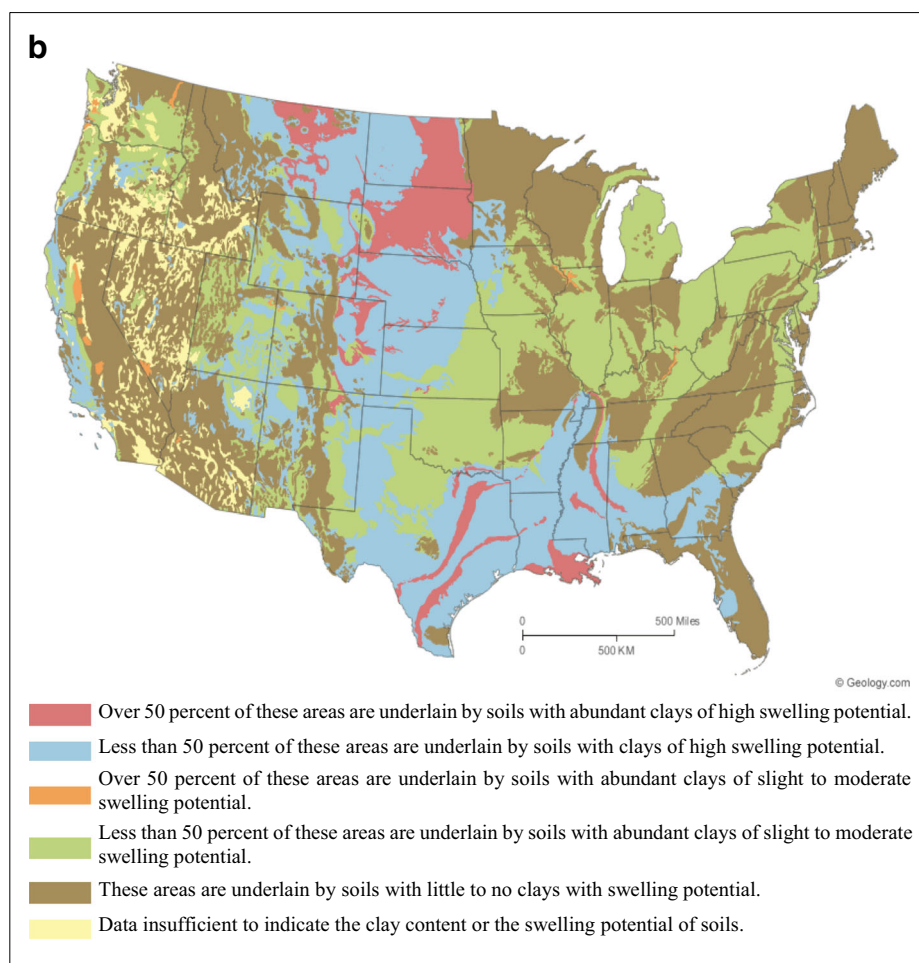 b
0 500 Miles
0 500 KM
© Geology.com
Over 50 percent of these areas are underlain by soils with abundant clays of high swelling potential.
Less than 50 percent of these areas are underlain by soils with clays of high swelling potential.
Over 50 percent of these areas are underlain by soils with abundant clays of slight to moderate
swelling potential.
Less than 50 percent of these areas are underlain by soils with abundant clays of slight to moderate
swelling potential.
These areas are underlain by soils with little to no clays with swelling potential.
Data insufficient to indicate the clay content or the swelling potential of soils.